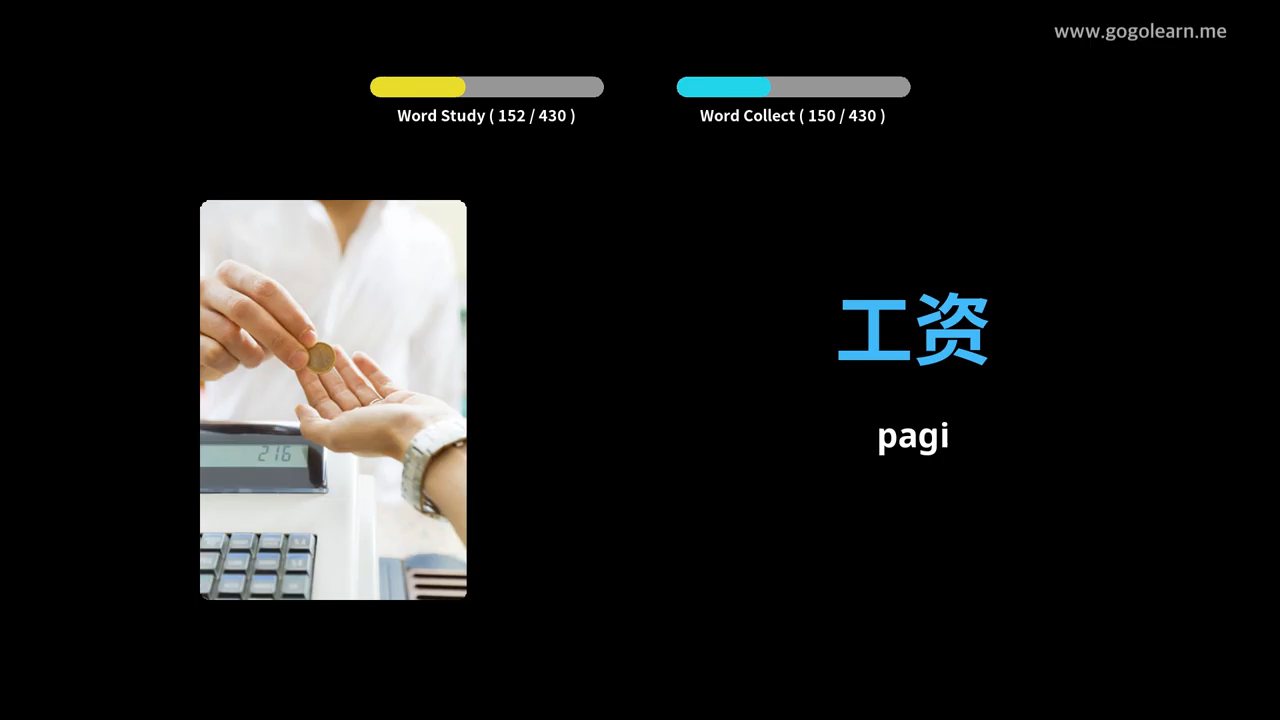 www.gogolearn.me
Word Study ( 152 / 430 )
Word Collect ( 150 / 430 )
216
工资
pagi